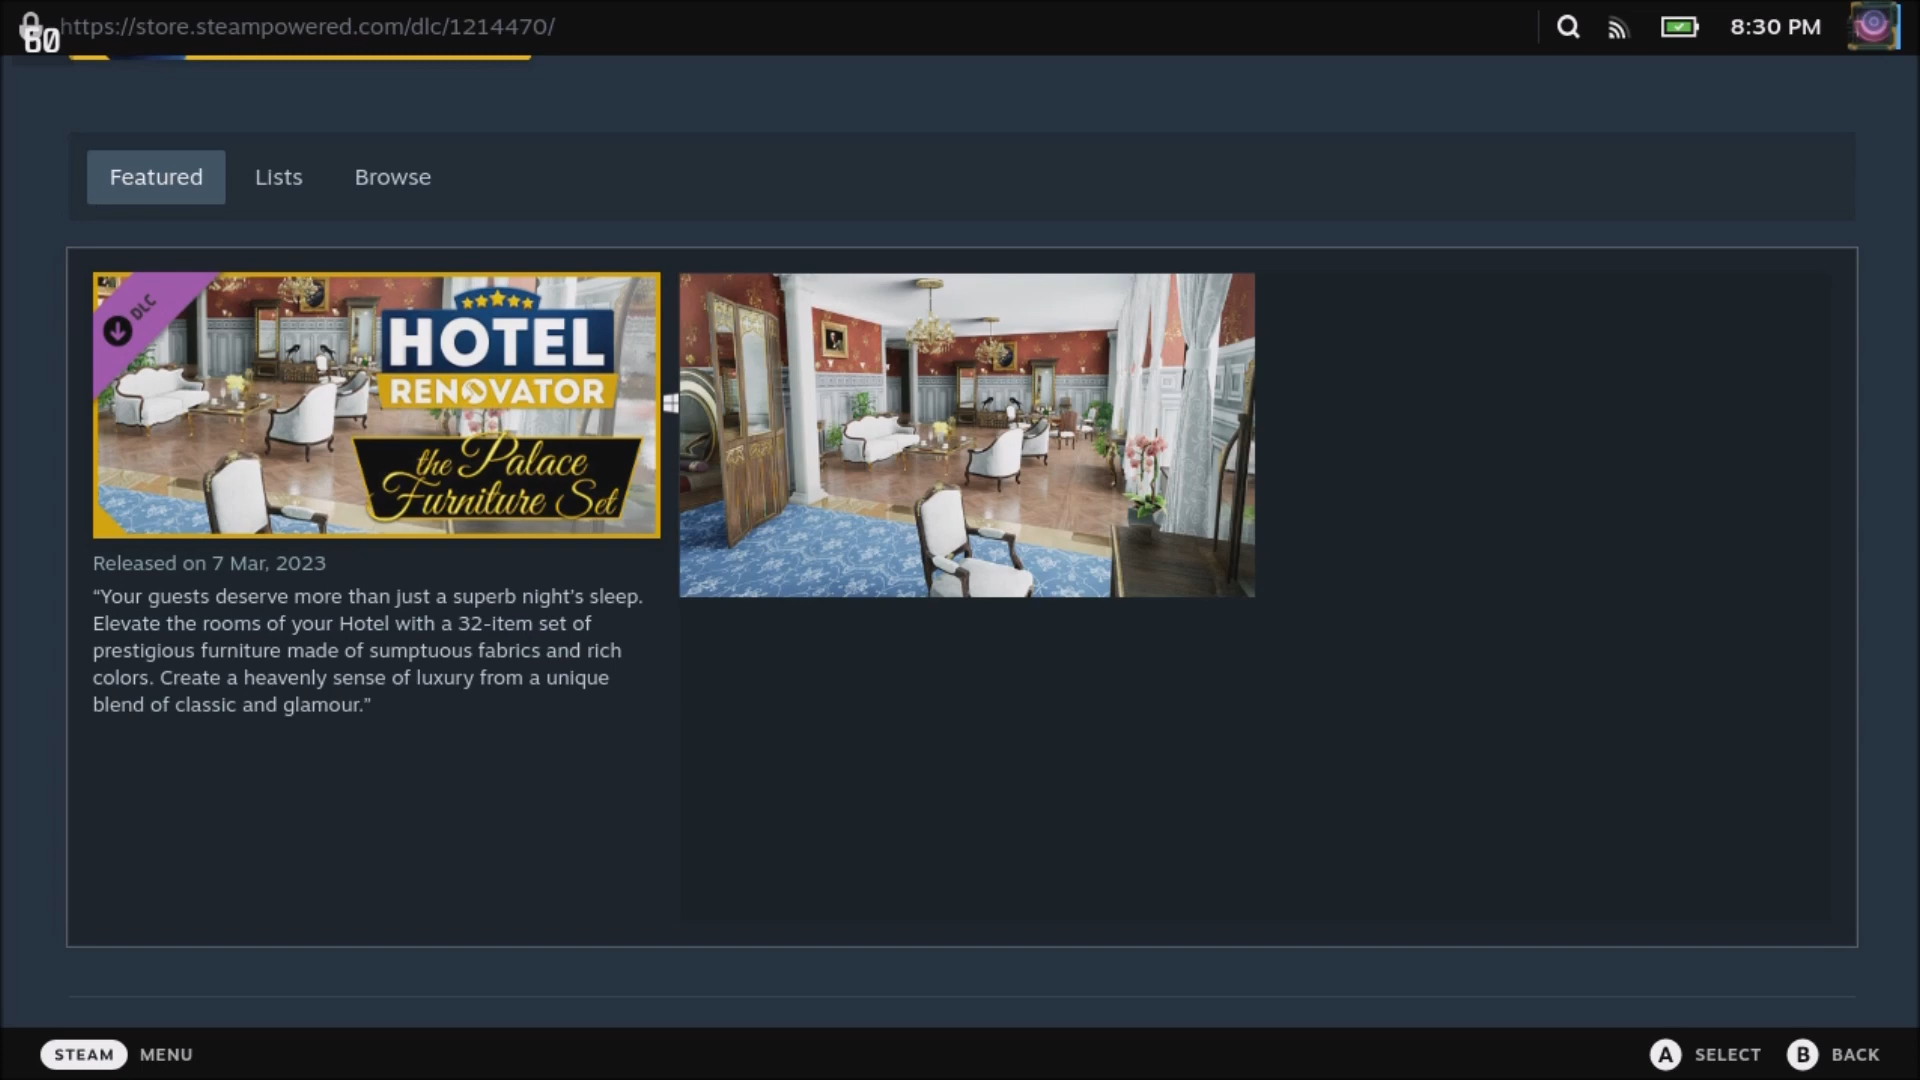 https://store.steampowered.com/dlc/1214470/
60
8:30 PM
Featured
Lists
Browse
DLC
HOTEL
RENOVATOR
the Palace
Furniture Set
Released on 7 Mar, 2023
“Your guests deserve more than just a superb night's sleep.
Elevate the rooms of your Hotel with a 32-item set of
prestigious furniture made of sumptuous fabrics and rich
colors. Create a heavenly sense of luxury from a unique
blend of classic and glamour.”
STEAM MENU
A SELECT B BACK